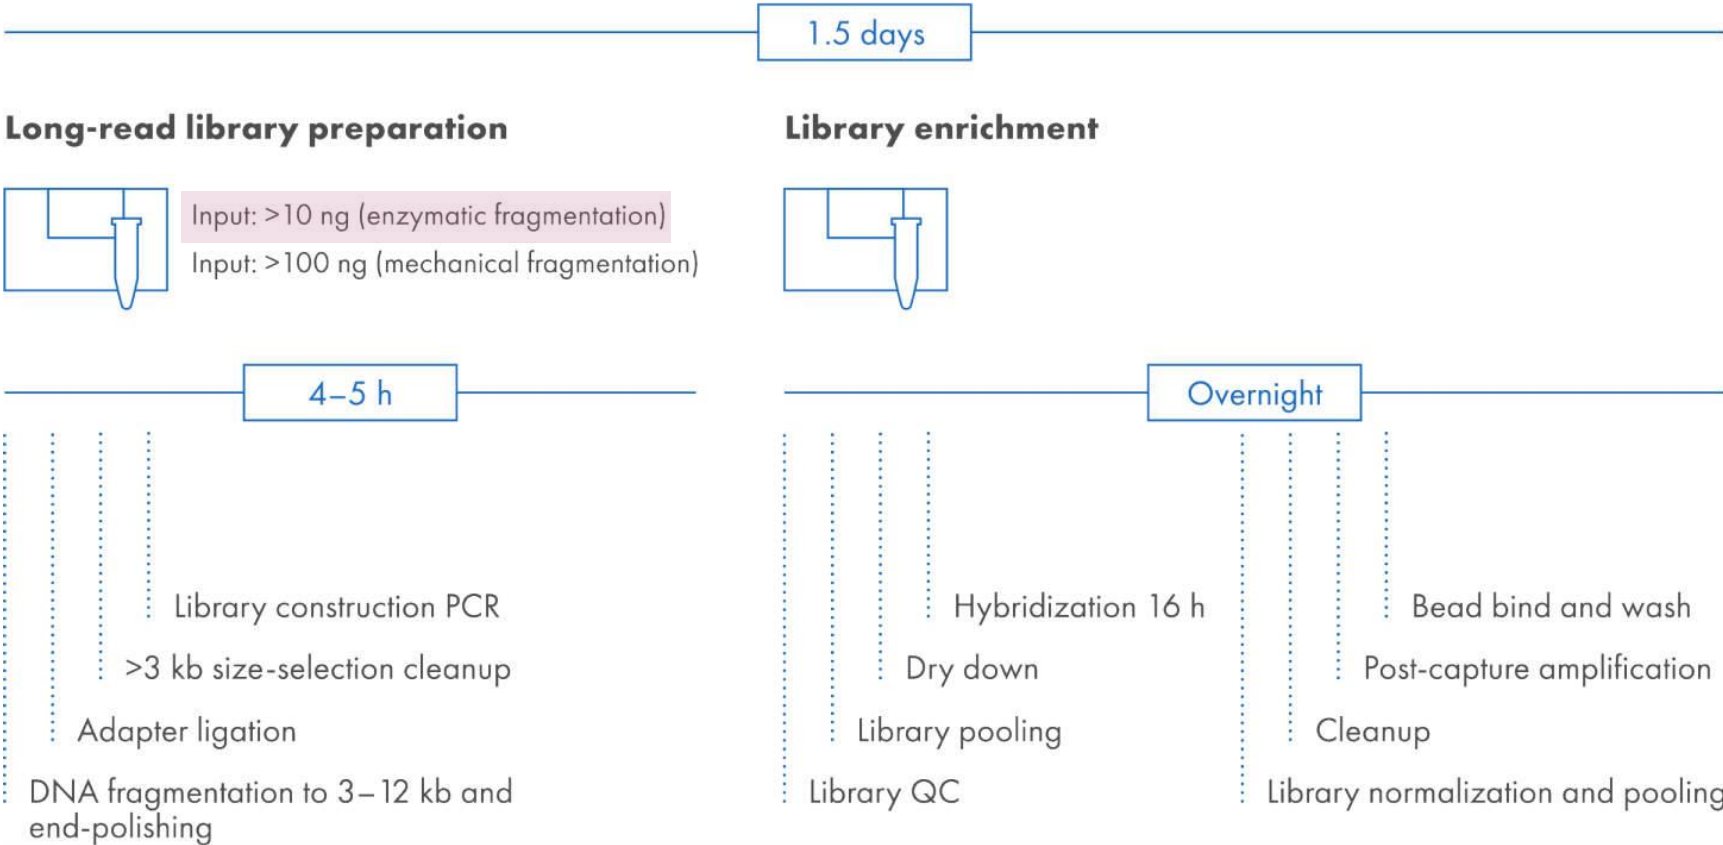 1.5 days
Long-read library preparation
Input: >10 ng (enzymatic fragmentation)
Input: >100 ng (mechanical fragmentation)
4–5 h
Library construction PCR
>3 kb size-selection cleanup
Adapter ligation
DNA fragmentation to 3–12 kb and
end-polishing
Library enrichment
Overnight
Hybridization 16 h
Dry down
Library pooling
Library QC
Bead bind and wash
Post-capture amplification
Cleanup
Library normalization and pooling